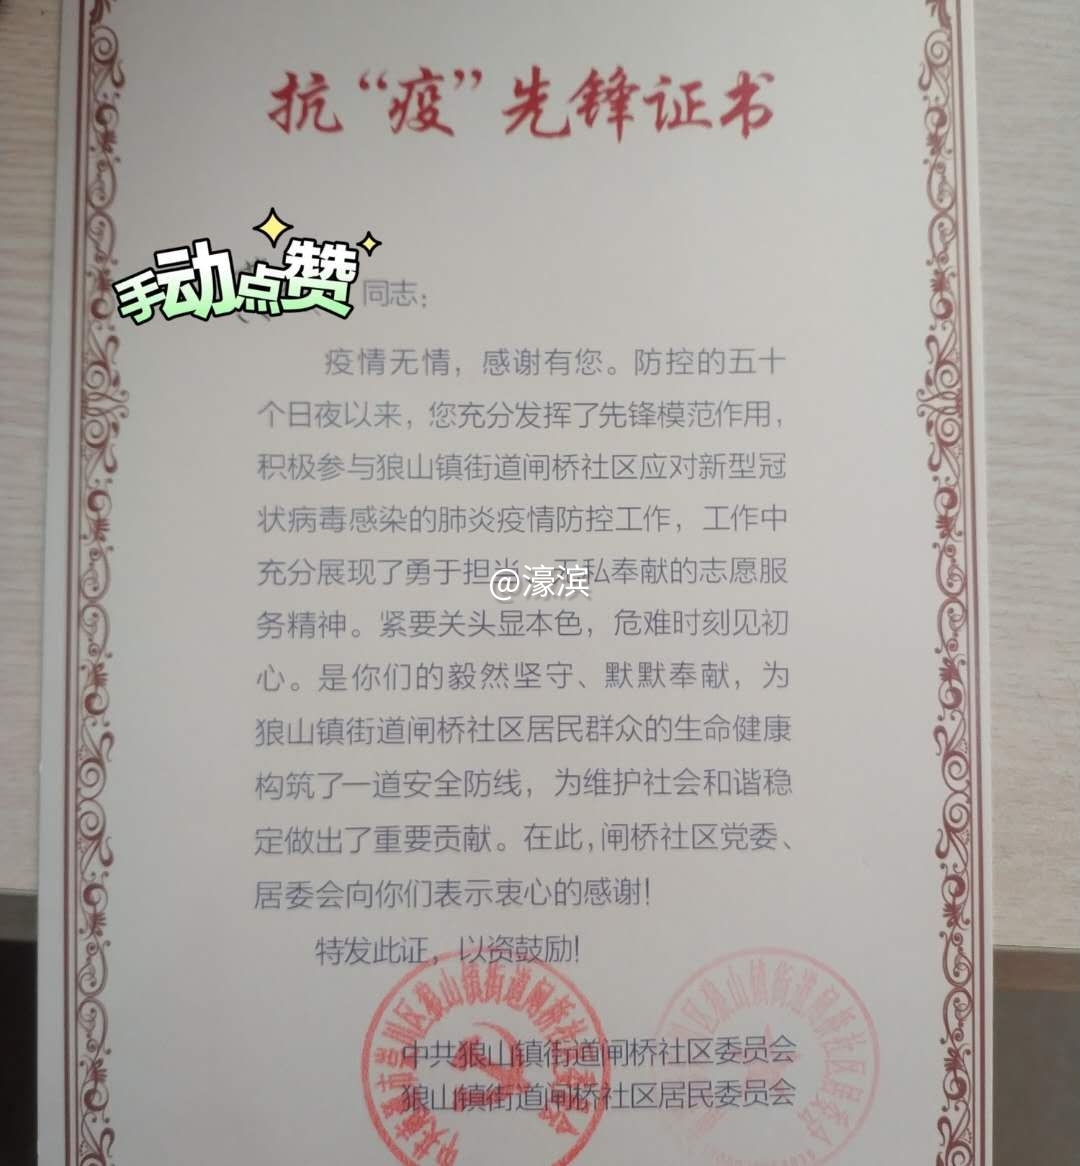 抗“疫”先锋证书
手动点赞
同志：
疫情无情，感谢有您。防控的五十
个日夜以来，您充分发挥了先锋模范作用，
积极参与狼山镇街道闸桥社区应对新型冠
状病毒感染的肺炎疫情防控工作，工作中
充分展现了勇于担当、无私奉献的志愿服
@濠滨
务精神。紧要关头显本色，危难时刻见初
心。是你们的毅然坚守、默默奉献，为
狼山镇街道闸桥社区居民群众的生命健康
构筑了一道安全防线，为维护社会和谐稳
定做出了重要贡献。在此，闸桥社区党委、
居委会向你们表示衷心的感谢！
特发此证，以资鼓励！
中共狼山镇街道闸桥社区委员会
狼山镇街道闸桥社区居民委员会